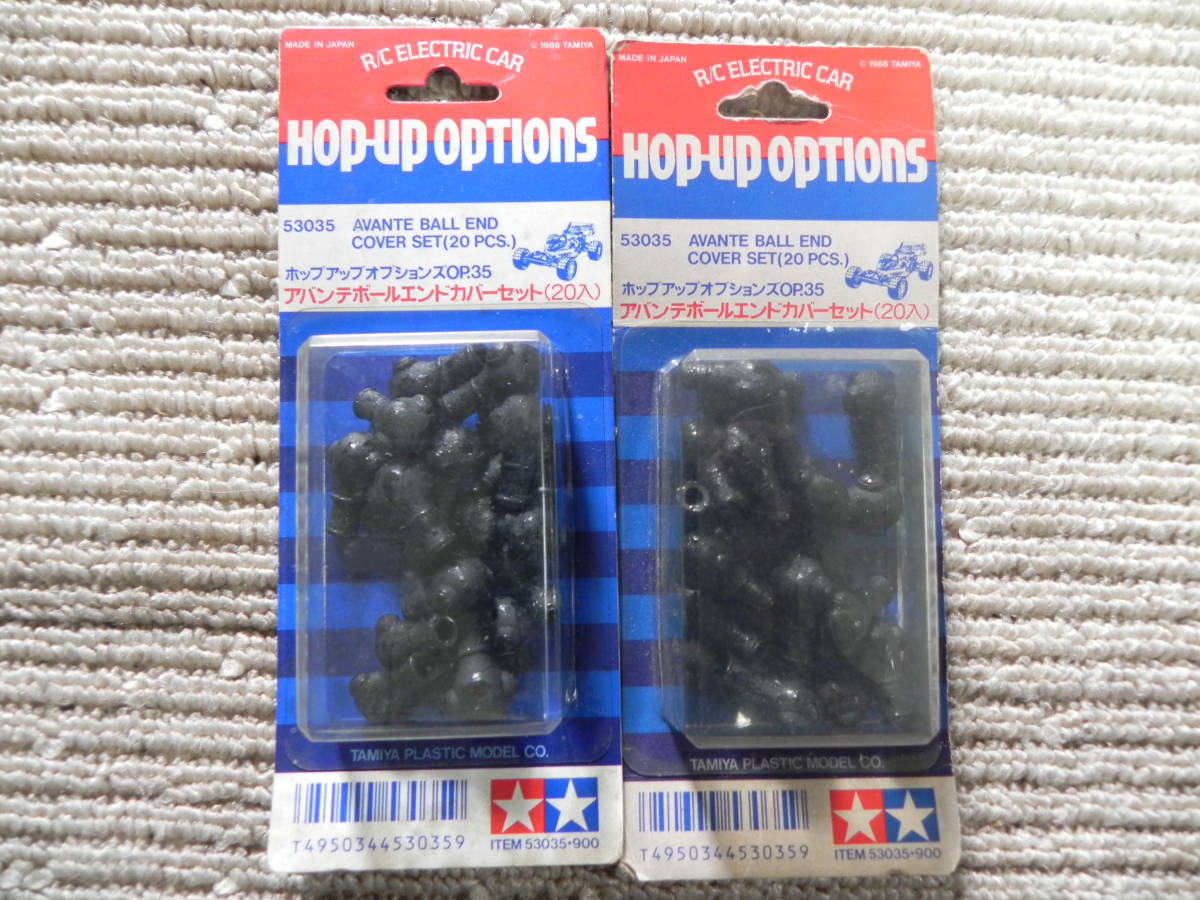 MADE IN JAPAN
© 1988 TAMIYA
R/C ELECTRIC CAR
HOP-UP OPTIONS
53035 AVANTE BALL END
COVER SET(20 PCS.)
ホップアップオプションズOP.35
アバンテボールエンドカバーセット(20入)
TAMIYA PLASTIC MODEL CO.
T4950344530359
ITEM 53035•900
MADE IN JAPAN
© 1988 TAMIYA
R/C ELECTRIC CAR
HOP-UP OPTIONS
53035 AVANTE BALL END
COVER SET(20 PCS.)
ホップアップオプションズOP.35
アバンテボールエンドカバーセット(20入)
TAMIYA PLASTIC MODEL CO.
T4950344530359
ITEM 53035•900